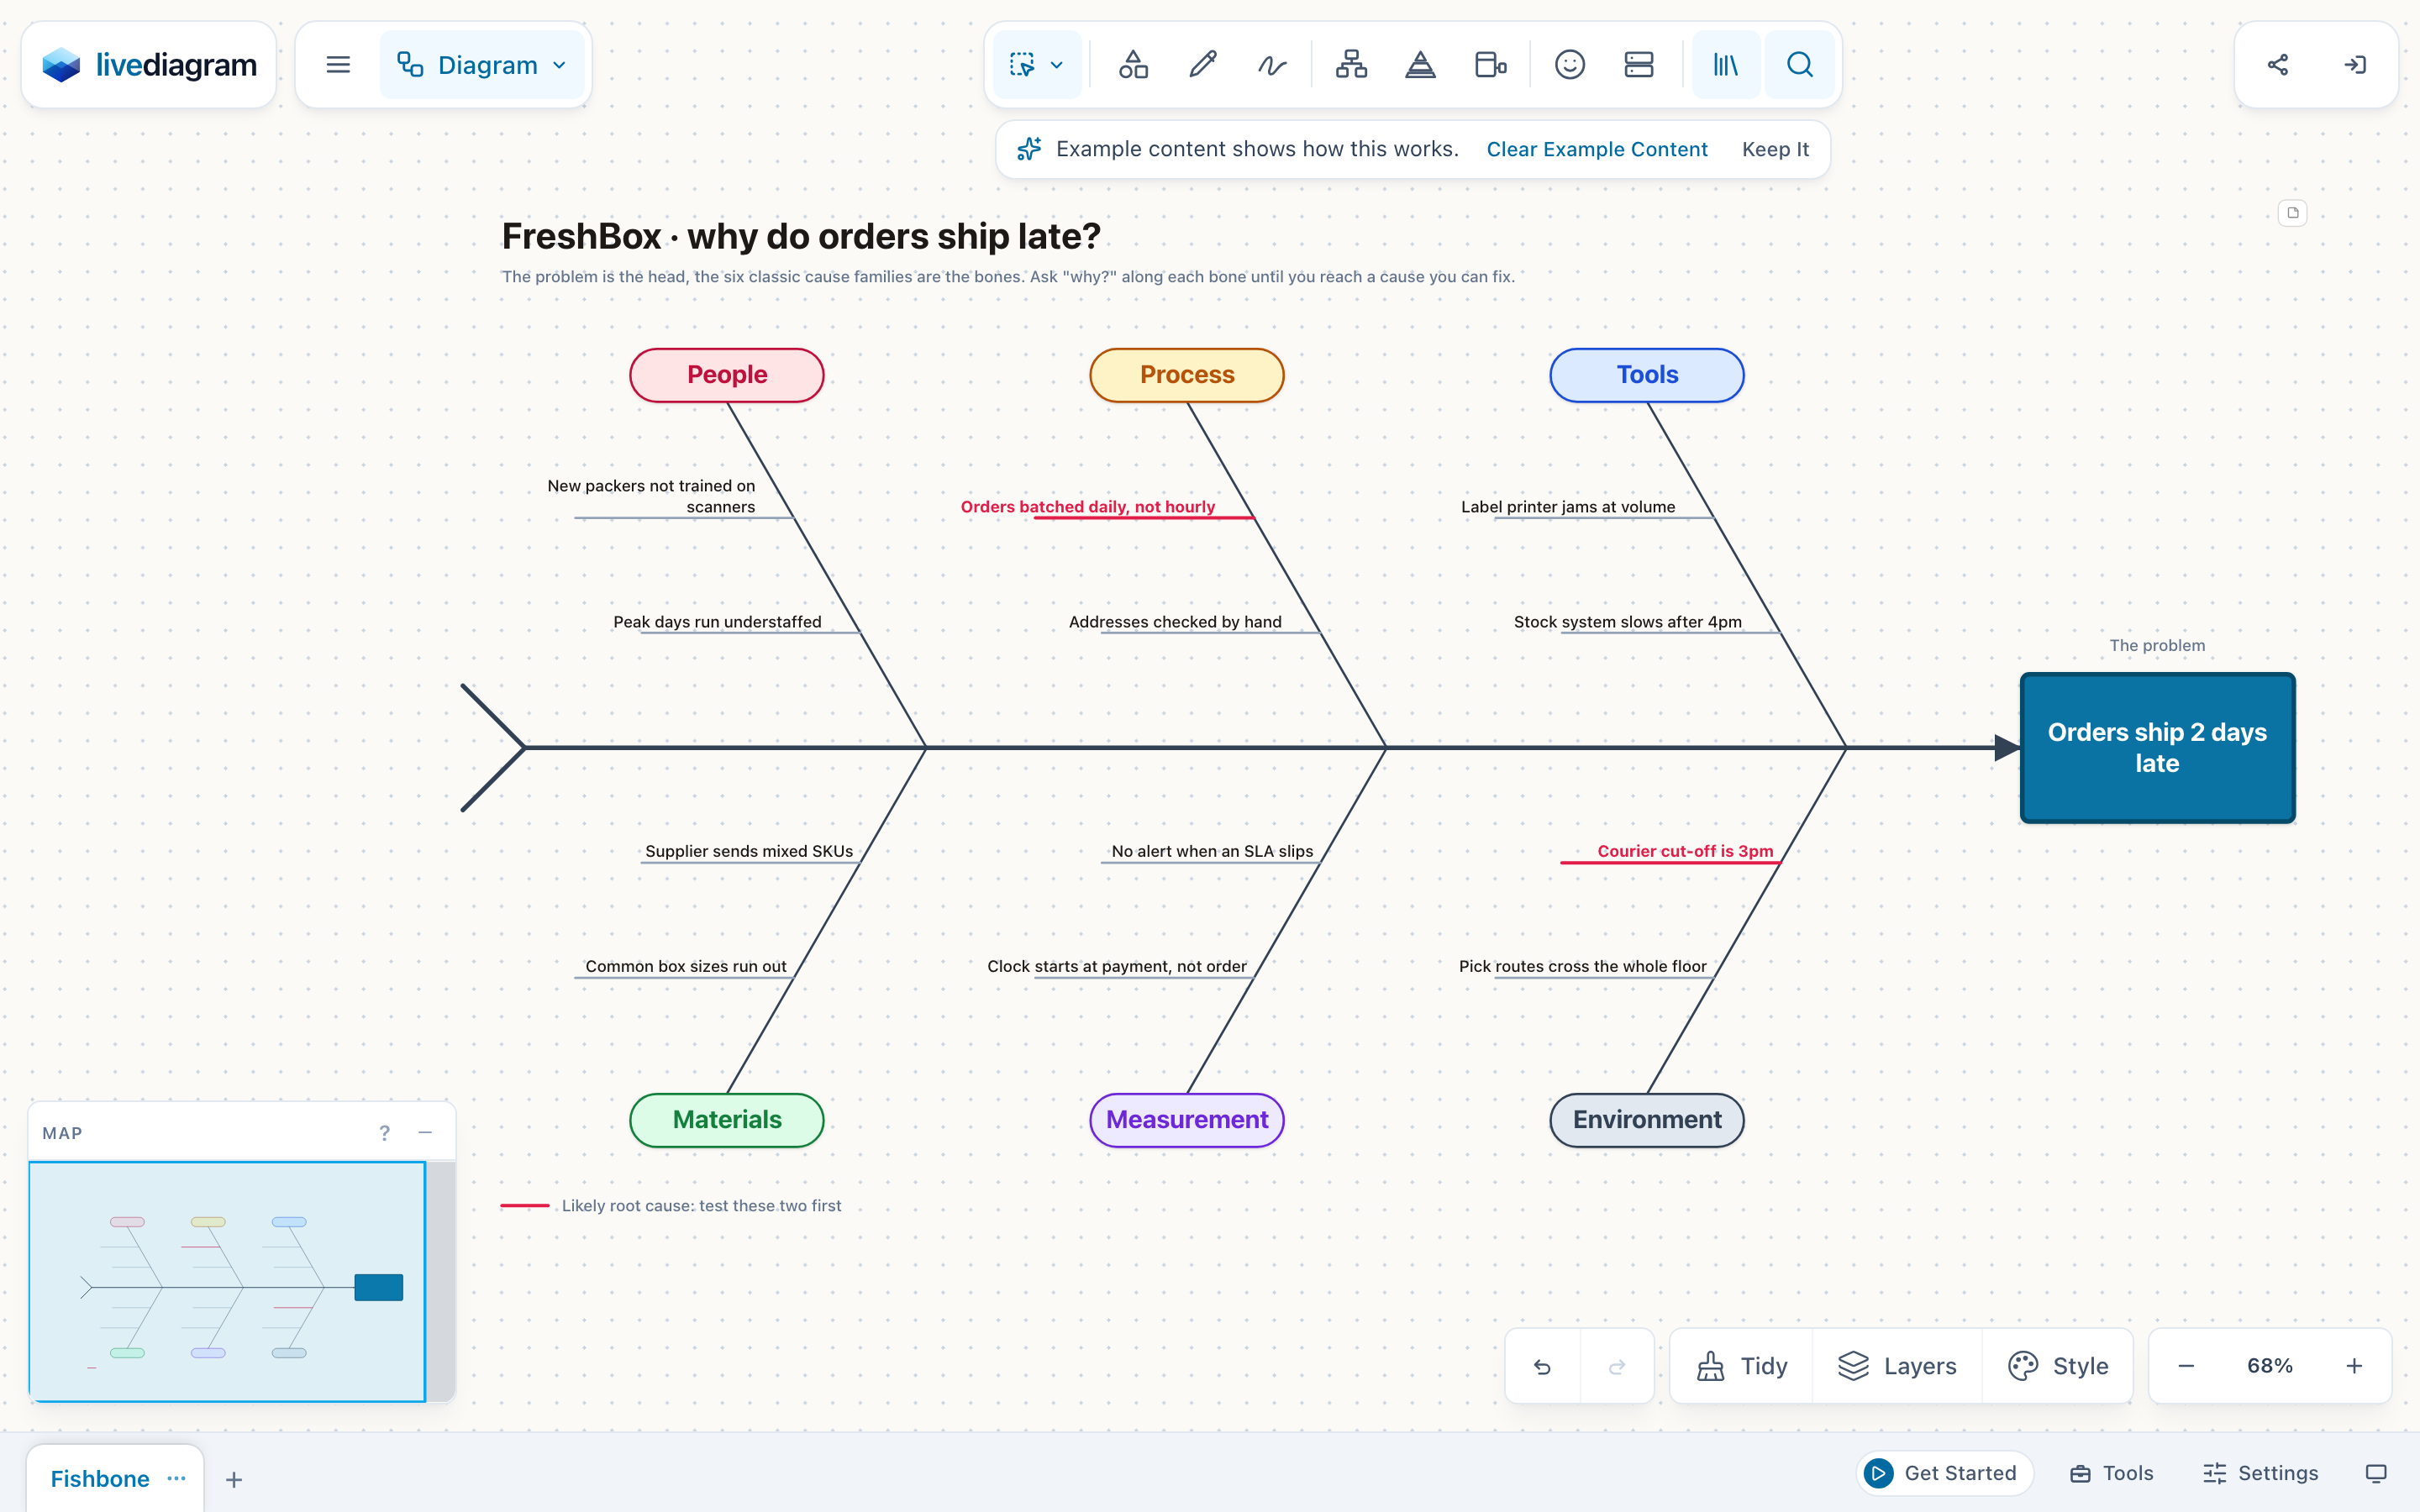 livediagram
Diagram
Example content shows how this works.
Clear Example Content
Keep It
FreshBox · why do orders ship late?
The problem is the head, the six classic cause families are the bones. Ask "why?" along each bone until you reach a cause you can fix.
People
Process
Tools
New packers not trained on
scanners
Orders batched daily, not hourly
Label printer jams at volume
Peak days run understaffed
Addresses checked by hand
Stock system slows after 4pm
The problem
Orders ship 2 days
late
Supplier sends mixed SKUs
No alert when an SLA slips
Courier cut-off is 3pm
Common box sizes run out
Clock starts at payment, not order
Pick routes cross the whole floor
Materials
Measurement
Environment
MAP
?
Likely root cause: test these two first
Tidy
Layers
Style
68%
Fishbone
Get Started
Tools
Settings